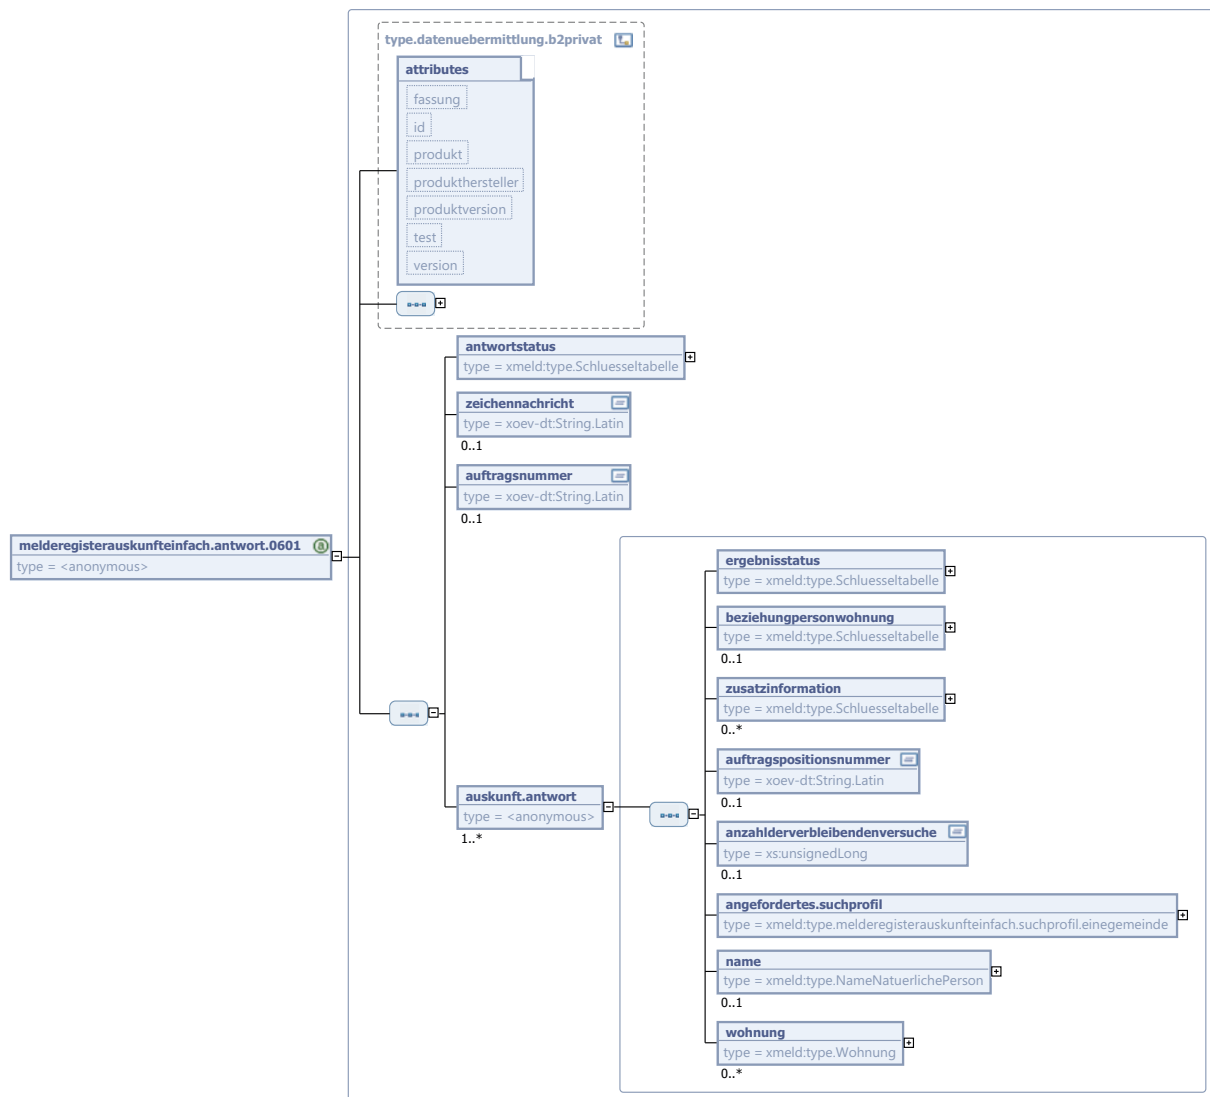 type.datenuebermittlung.b2privat
attributes
fassung
id
produkt
produkthersteller
produktversion
test
version
antwortstatus
type = xmeld:type.Schluesseltabelle
zeichennachricht
type = xoev-dt:String.Latin
0..1
auftragsnummer
type = xoev-dt:String.Latin
0..1
melderegisterauskunfteinfach.antwort.0601
type = <anonymous>
auskunft.antwort
type = <anonymous>
1..*
ergebnisstatus
type = xmeld:type.Schluesseltabelle
beziehungpersonwohnung
type = xmeld:type.Schluesseltabelle
0..1
zusatzinformation
type = xmeld:type.Schluesseltabelle
0..*
auftragspositionsnummer
type = xoev-dt:String.Latin
0..1
anzahlderverbleibendenversuche
type = xs:unsignedLong
0..1
angefordertes.suchprofil
type = xmeld:type.melderegisterauskunfteinfach.suchprofil.einegemeinde
name
type = xmeld:type.NameNatuerlichePerson
0..1
wohnung
type = xmeld:type.Wohnung
0..*